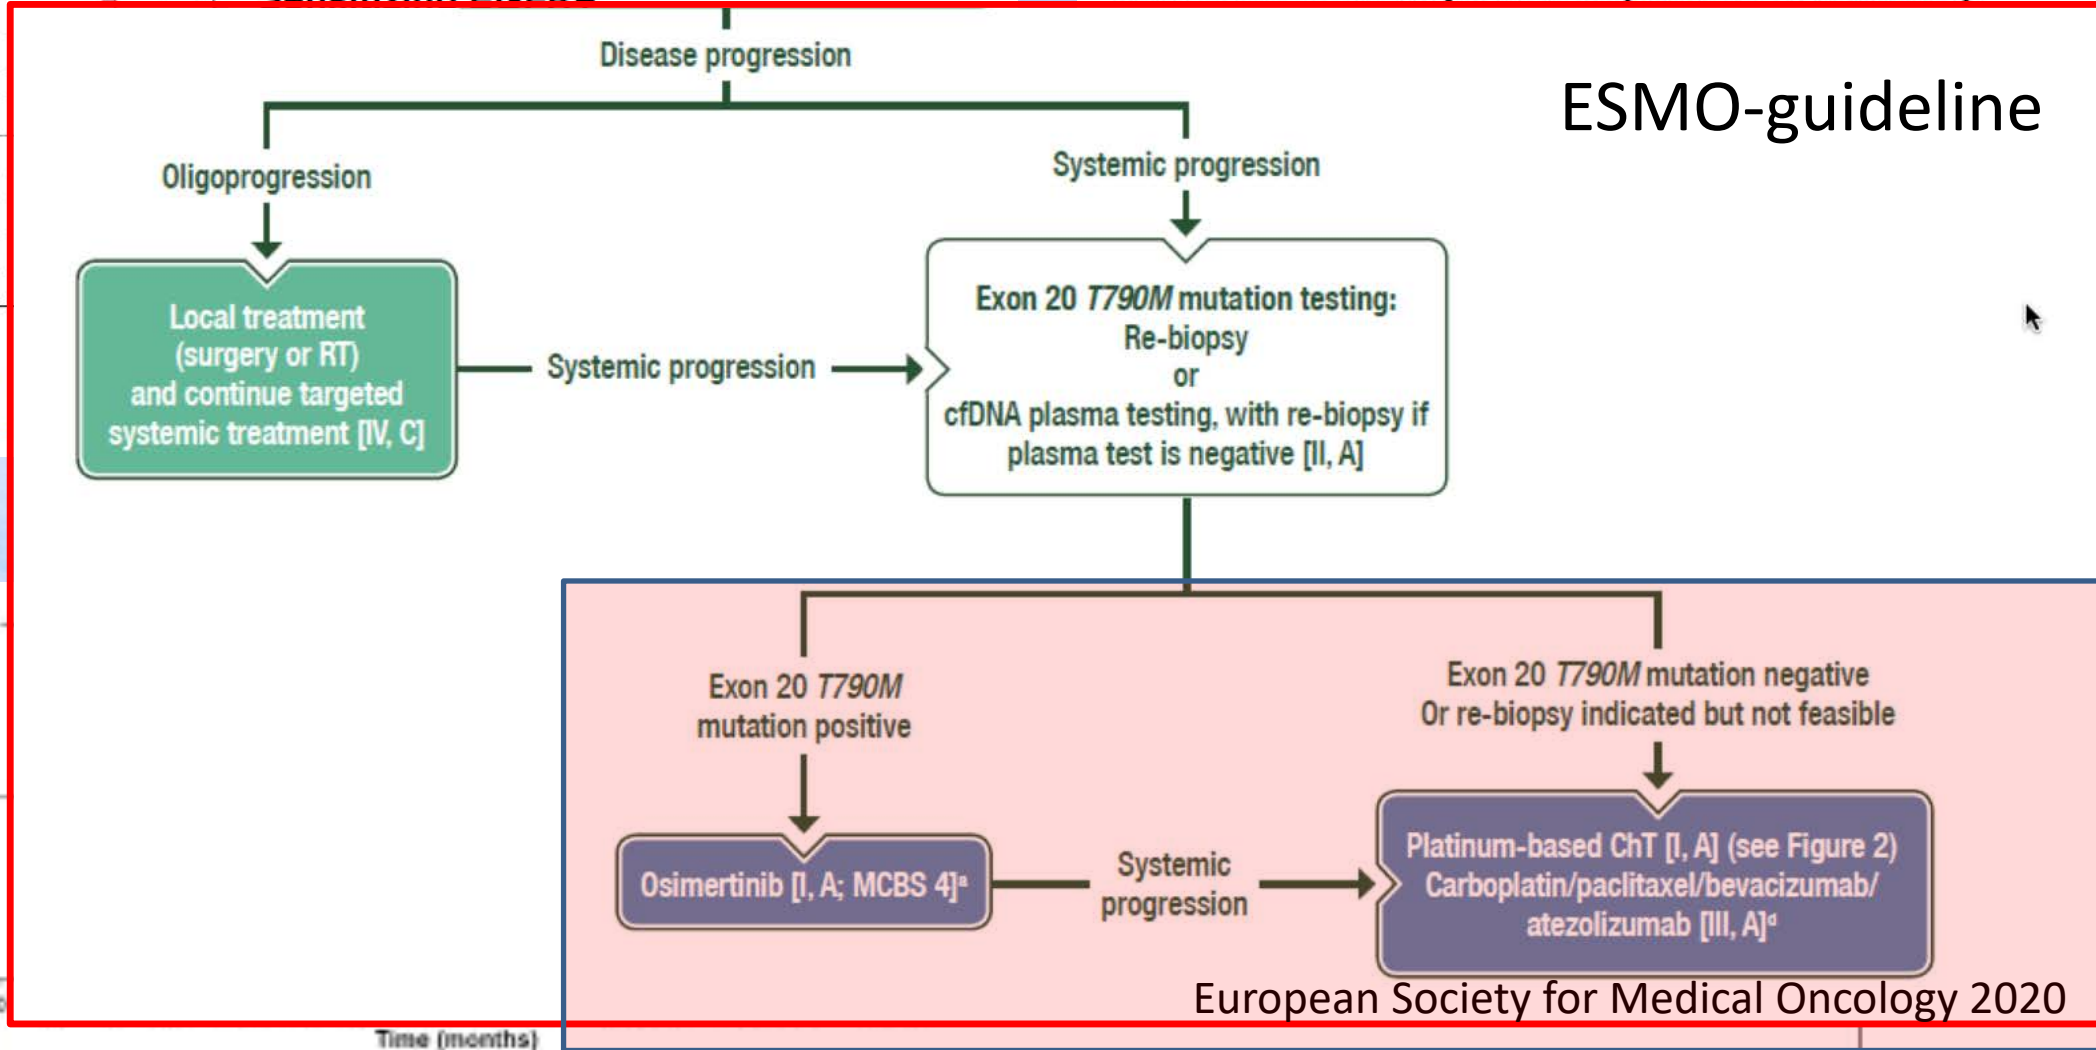 Disease progression
ESMO-guideline
Oligoprogression
Systemic progression
Local treatment
(surgery or RT)
and continue targeted
systemic treatment [IV, C]
Systemic progression
Exon 20 T790M mutation testing:
Re-biopsy
or
cfDNA plasma testing, with re-biopsy if
plasma test is negative [II, A]
Exon 20 T790M
mutation positive
Exon 20 T790M mutation negative
Or re-biopsy indicated but not feasible
Osimertinib [I, A; MCBS 4]ᵃ
Systemic
progression
Platinum-based ChT [I, A] (see Figure 2)
Carboplatin/paclitaxel/bevacizumab/
atezolizumab [III, A]ᵈ
European Society for Medical Oncology 2020
Time (months)